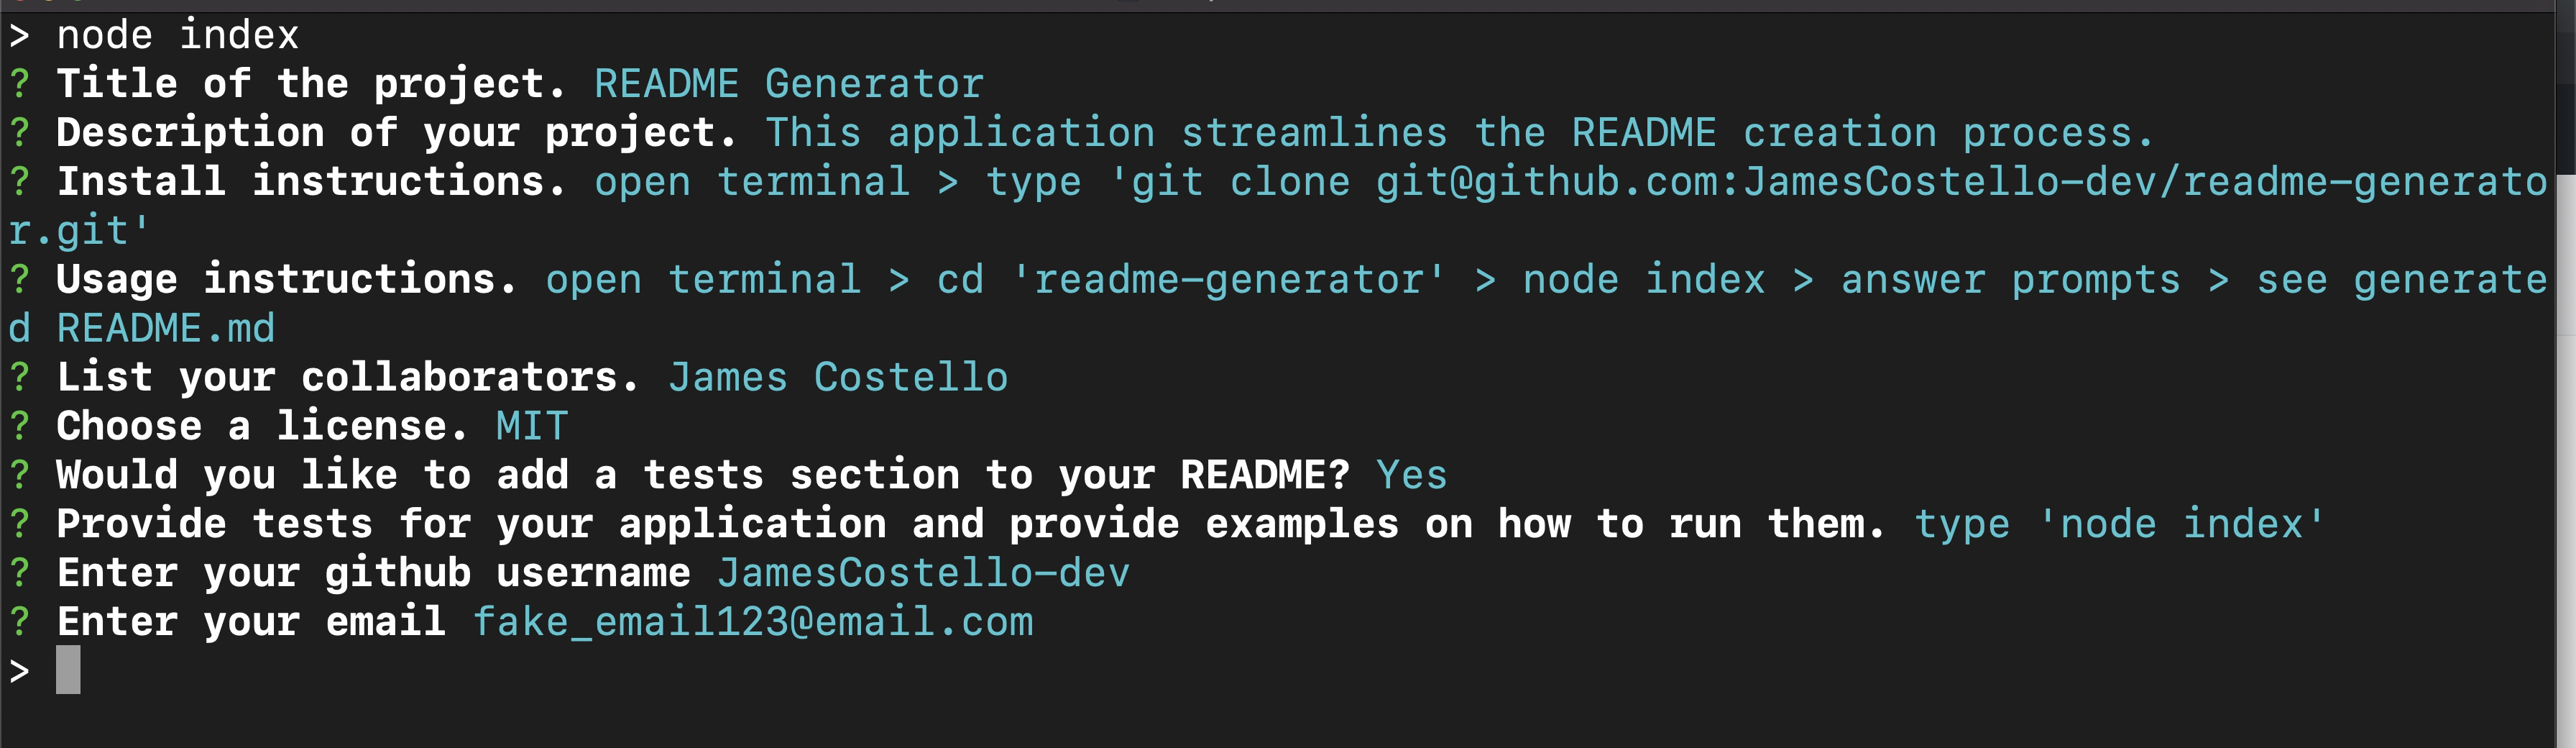 > node index
? Title of the project. README Generator
? Description of your project. This application streamlines the README creation process.
? Install instructions. open terminal > type 'git clone git@github.com:JamesCostello-dev/readme-generato
r.git'
? Usage instructions. open terminal > cd 'readme-generator' > node index > answer prompts > see generate
d README.md
? List your collaborators. James Costello
? Choose a license. MIT
? Would you like to add a tests section to your README? Yes
? Provide tests for your application and provide examples on how to run them. type 'node index'
? Enter your github username JamesCostello-dev
? Enter your email fake_email123@email.com
>